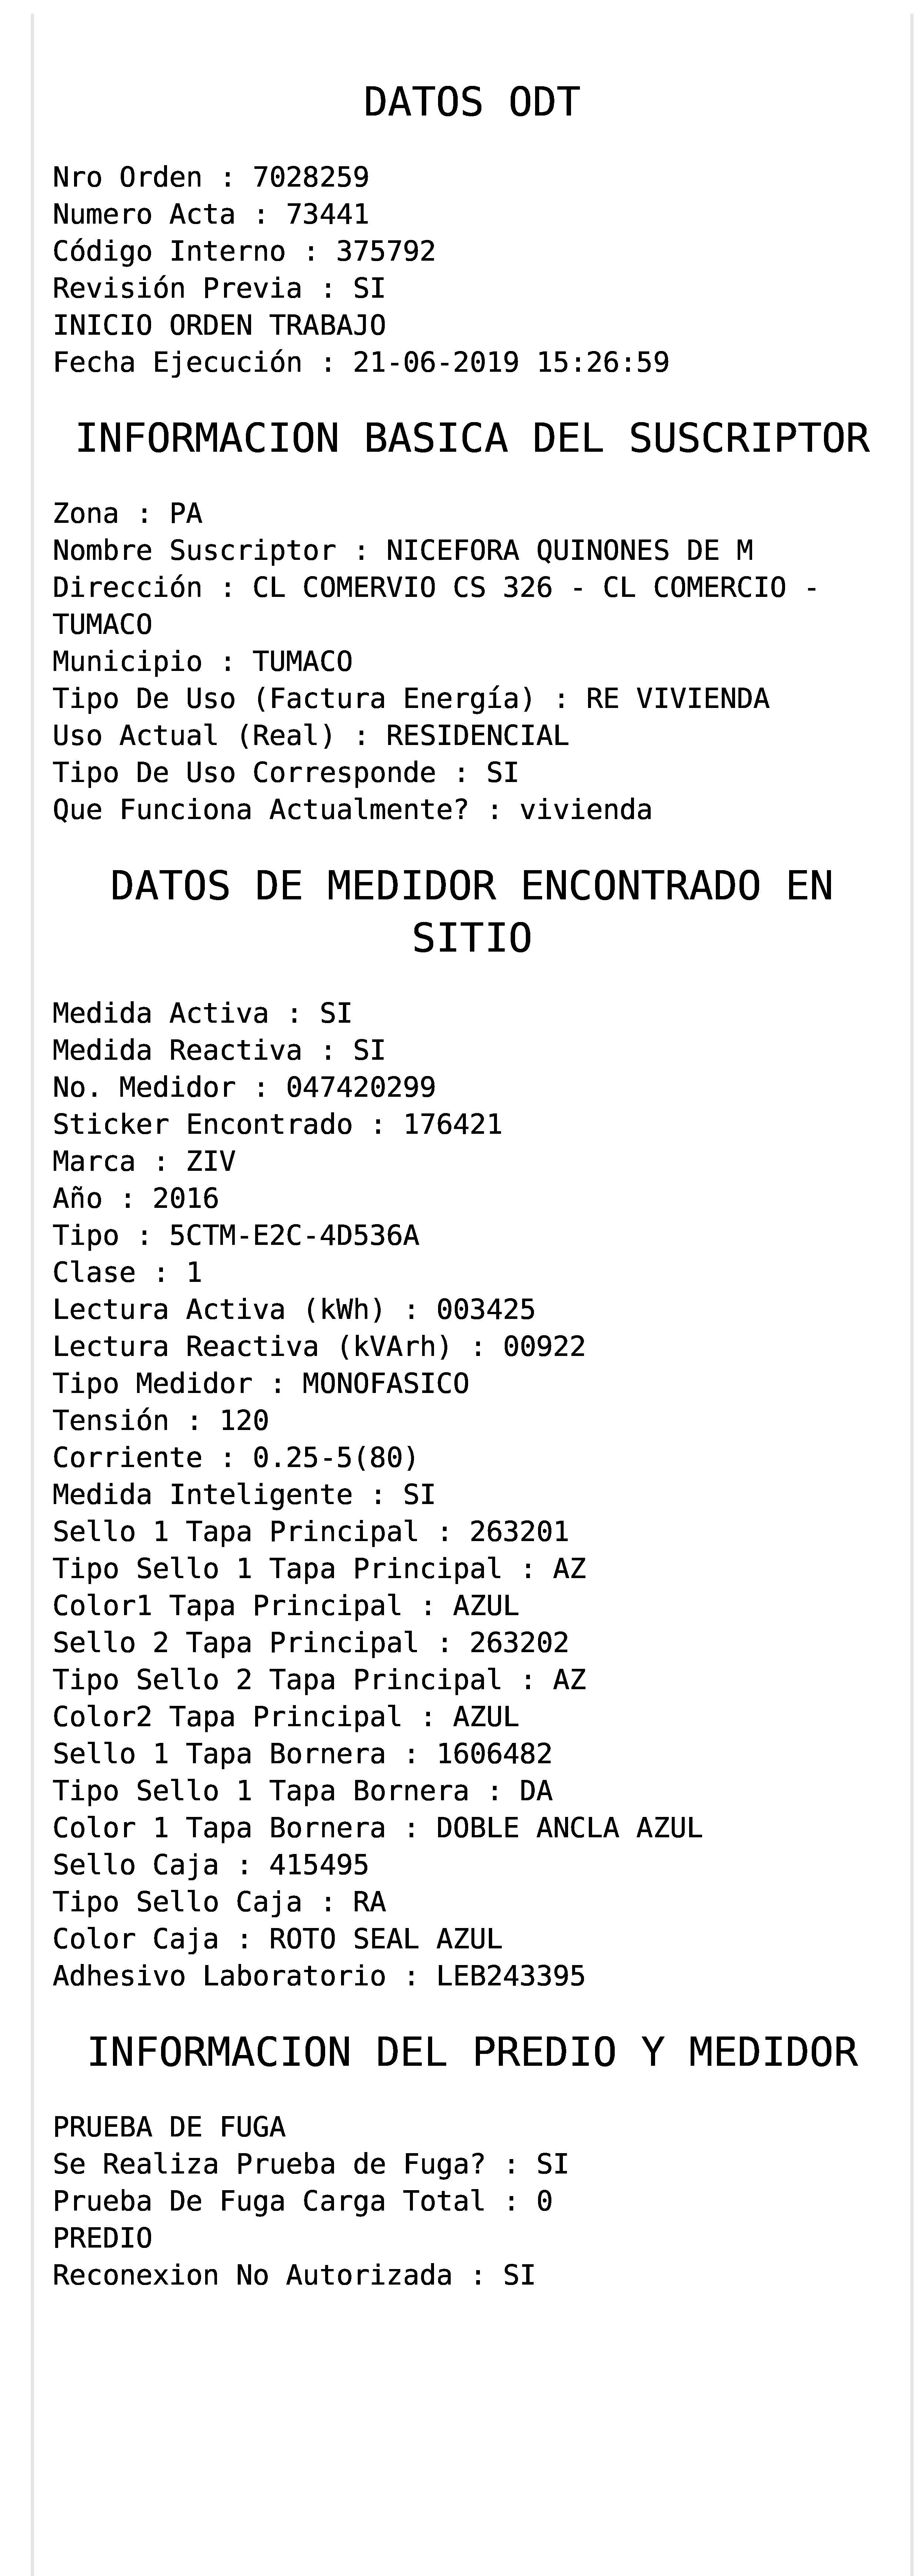 DATOS ODT
Nro Orden : 7028259
Numero Acta : 73441
Código Interno : 375792
Revisión Previa : SI
INICIO ORDEN TRABAJO
Fecha Ejecución : 21-06-2019 15:26:59
INFORMACION BASICA DEL SUSCRIPTOR
Zona : PA
Nombre Suscriptor : NICEFORA QUINONES DE M
Dirección : CL COMERVIO CS 326 - CL COMERCIO -
TUMACO
Municipio : TUMACO
Tipo De Uso (Factura Energía) : RE VIVIENDA
Uso Actual (Real) : RESIDENCIAL
Tipo De Uso Corresponde : SI
Que Funciona Actualmente? : vivienda
DATOS DE MEDIDOR ENCONTRADO EN
SITIO
Medida Activa : SI
Medida Reactiva : SI
No. Medidor : 047420299
Sticker Encontrado : 176421
Marca : ZIV
Año : 2016
Tipo : 5CTM-E2C-4D536A
Clase : 1
Lectura Activa (kWh) : 003425
Lectura Reactiva (kVArh) : 00922
Tipo Medidor : MONOFASICO
Tensión : 120
Corriente : 0.25-5(80)
Medida Inteligente : SI
Sello 1 Tapa Principal : 263201
Tipo Sello 1 Tapa Principal : AZ
Color1 Tapa Principal : AZUL
Sello 2 Tapa Principal : 263202
Tipo Sello 2 Tapa Principal : AZ
Color2 Tapa Principal : AZUL
Sello 1 Tapa Bornera : 1606482
Tipo Sello 1 Tapa Bornera : DA
Color 1 Tapa Bornera : DOBLE ANCLA AZUL
Sello Caja : 415495
Tipo Sello Caja : RA
Color Caja : ROTO SEAL AZUL
Adhesivo Laboratorio : LEB243395
INFORMACION DEL PREDIO Y MEDIDOR
PRUEBA DE FUGA
Se Realiza Prueba de Fuga? : SI
Prueba De Fuga Carga Total : 0
PREDIO
Reconexion No Autorizada : SI